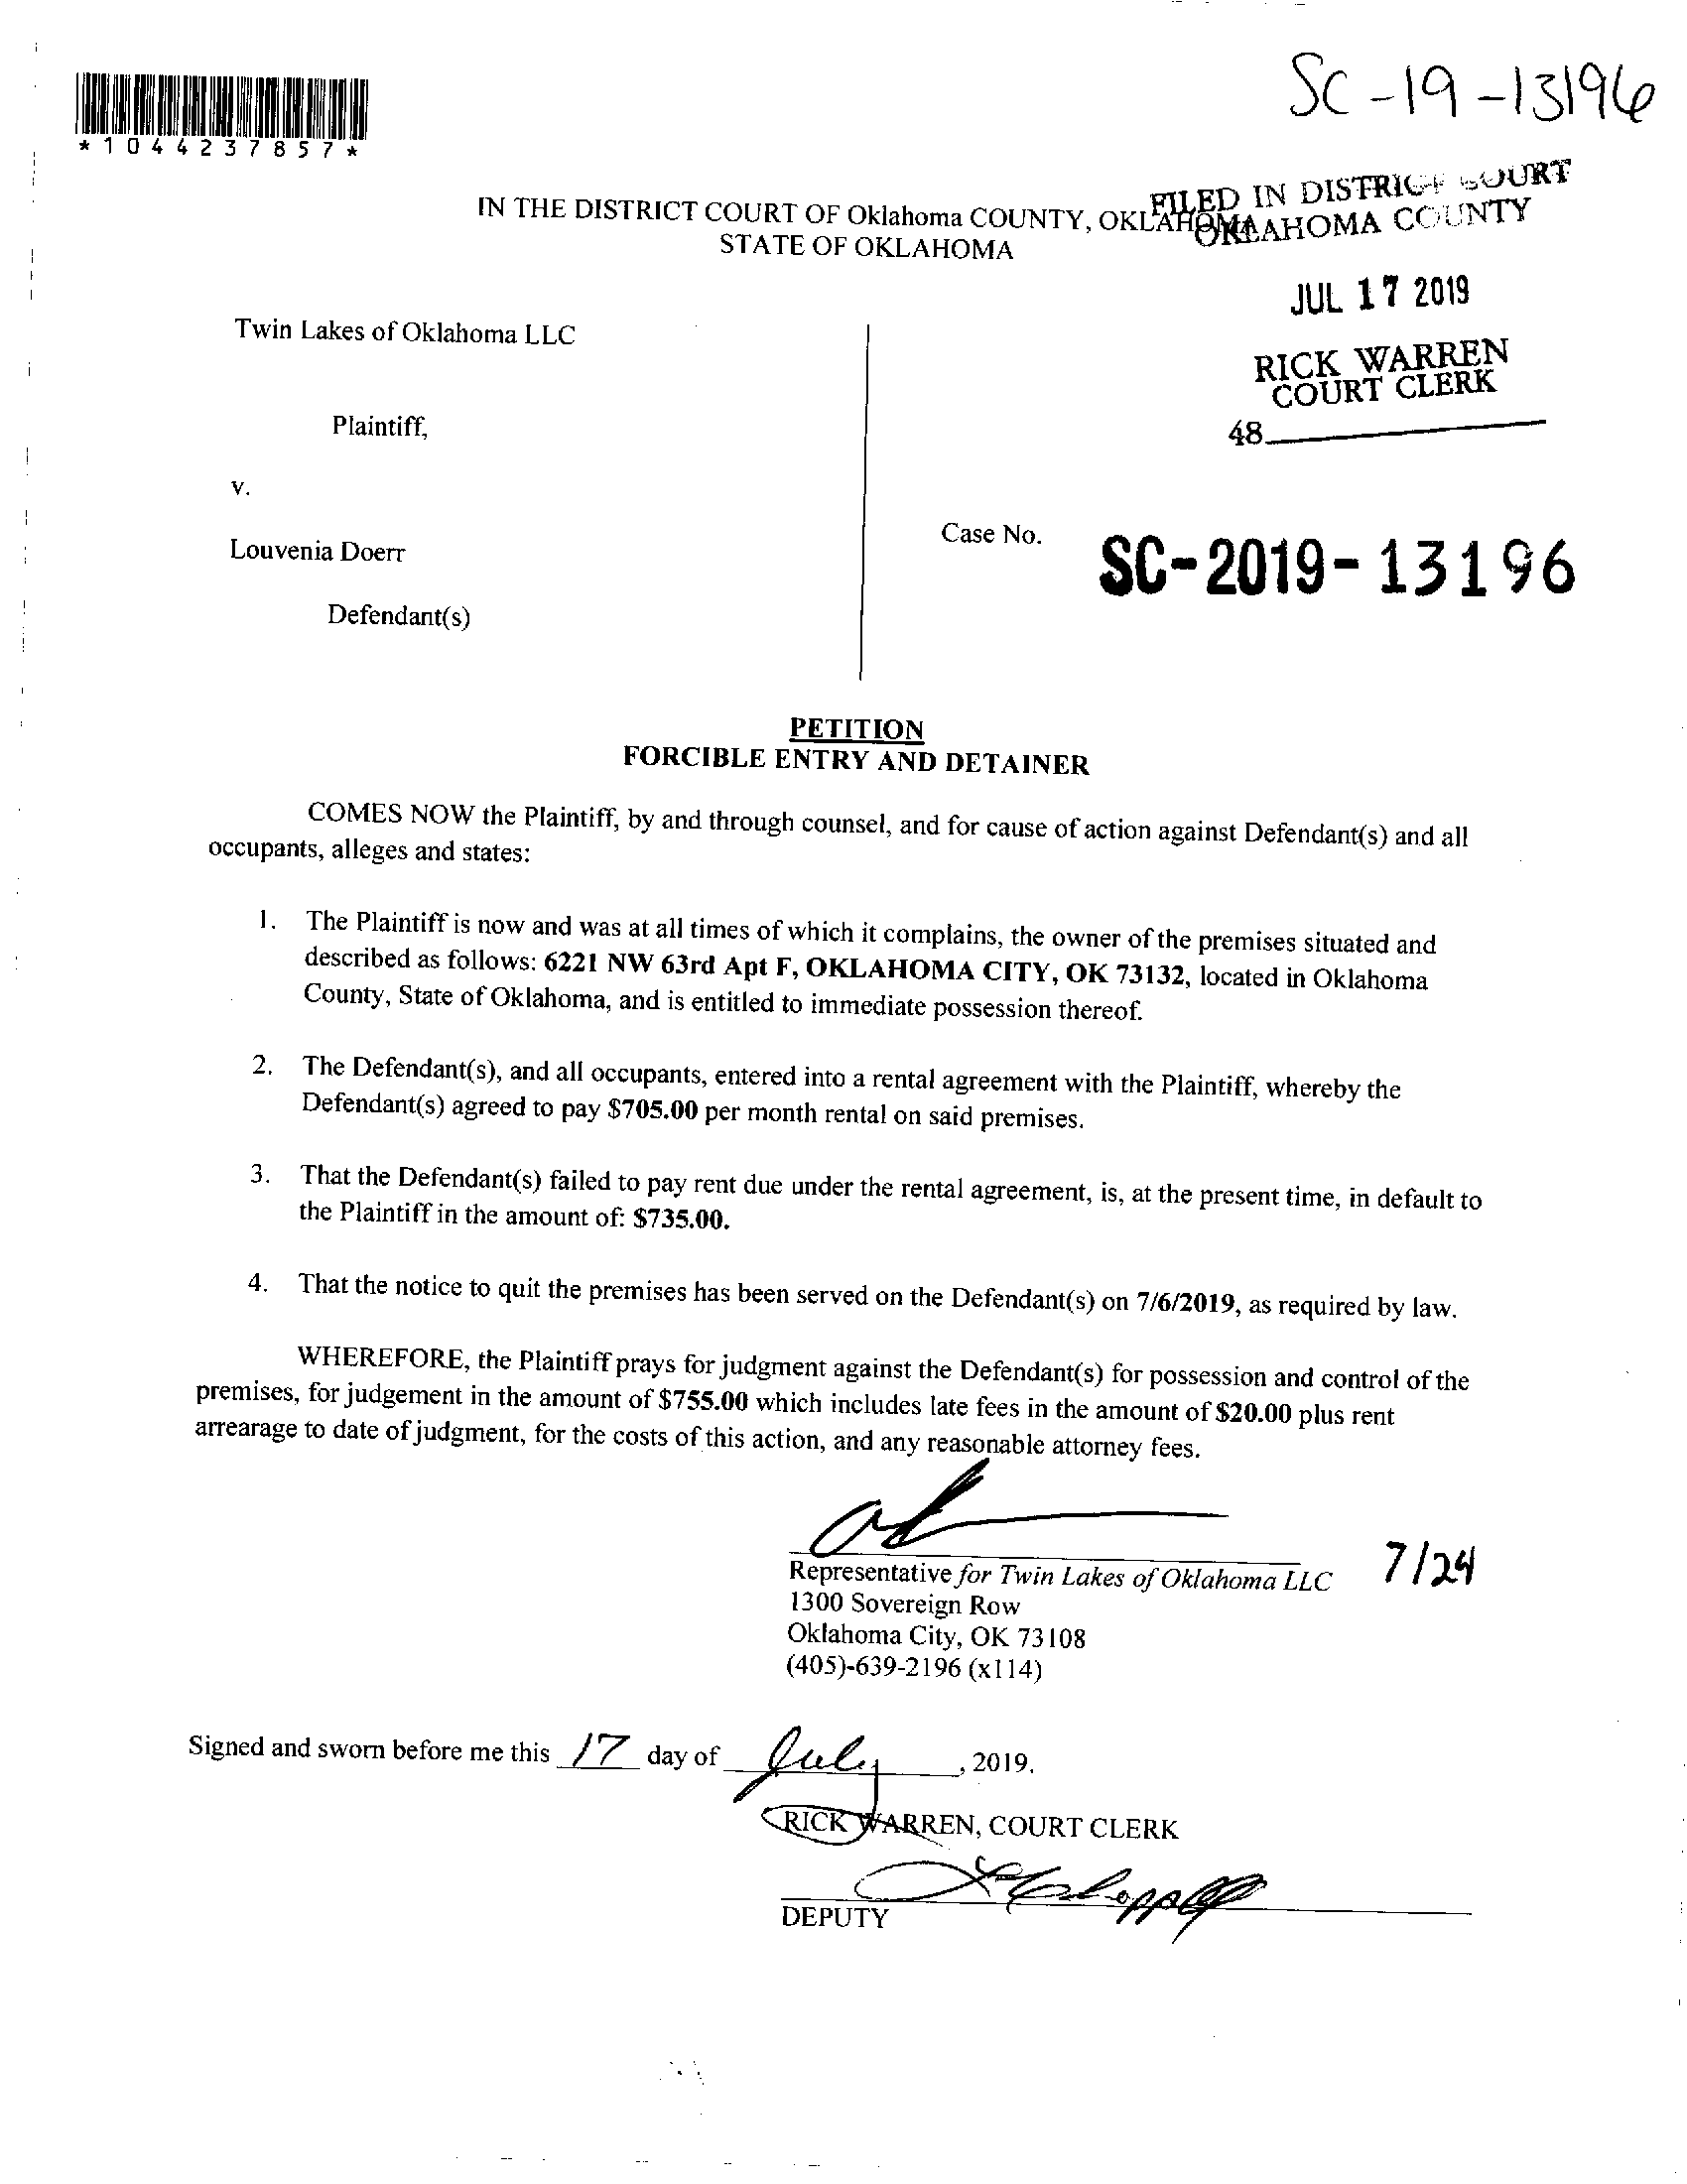 SC-19-13196
*1044237857*
FILED IN DISTRICT COURT
OKLAHOMA COUNTY
IN THE DISTRICT COURT OF Oklahoma COUNTY, OKLAHOMA
STATE OF OKLAHOMA
JUL 17 2019
RICK WARREN
COURT CLERK
48
Twin Lakes of Oklahoma LLC
Plaintiff,
v.
Louvenia Doerr
Defendant(s)
Case No.
SC-2019-13196
PETITION
FORCIBLE ENTRY AND DETAINER
COMES NOW the Plaintiff, by and through counsel, and for cause of action against Defendant(s) and all
occupants, alleges and states:
1. The Plaintiff is now and was at all times of which it complains, the owner of the premises situated and
described as follows: 6221 NW 63rd Apt F, OKLAHOMA CITY, OK 73132, located in Oklahoma
County, State of Oklahoma, and is entitled to immediate possession thereof.
2. The Defendant(s), and all occupants, entered into a rental agreement with the Plaintiff, whereby the
Defendant(s) agreed to pay $705.00 per month rental on said premises.
3. That the Defendant(s) failed to pay rent due under the rental agreement, is, at the present time, in default to
the Plaintiff in the amount of: $735.00.
4. That the notice to quit the premises has been served on the Defendant(s) on 7/6/2019, as required by law.
WHEREFORE, the Plaintiff prays for judgment against the Defendant(s) for possession and control of the
premises, for judgement in the amount of $755.00 which includes late fees in the amount of $20.00 plus rent
arrearage to date of judgment, for the costs of this action, and any reasonable attorney fees.
Representative for Twin Lakes of Oklahoma LLC
7/24
1300 Sovereign Row
Oklahoma City, OK 73108
(405)-639-2196 (x114)
Signed and sworn before me this 17 day of July, 2019.
RICK WARREN, COURT CLERK
DEPUTY